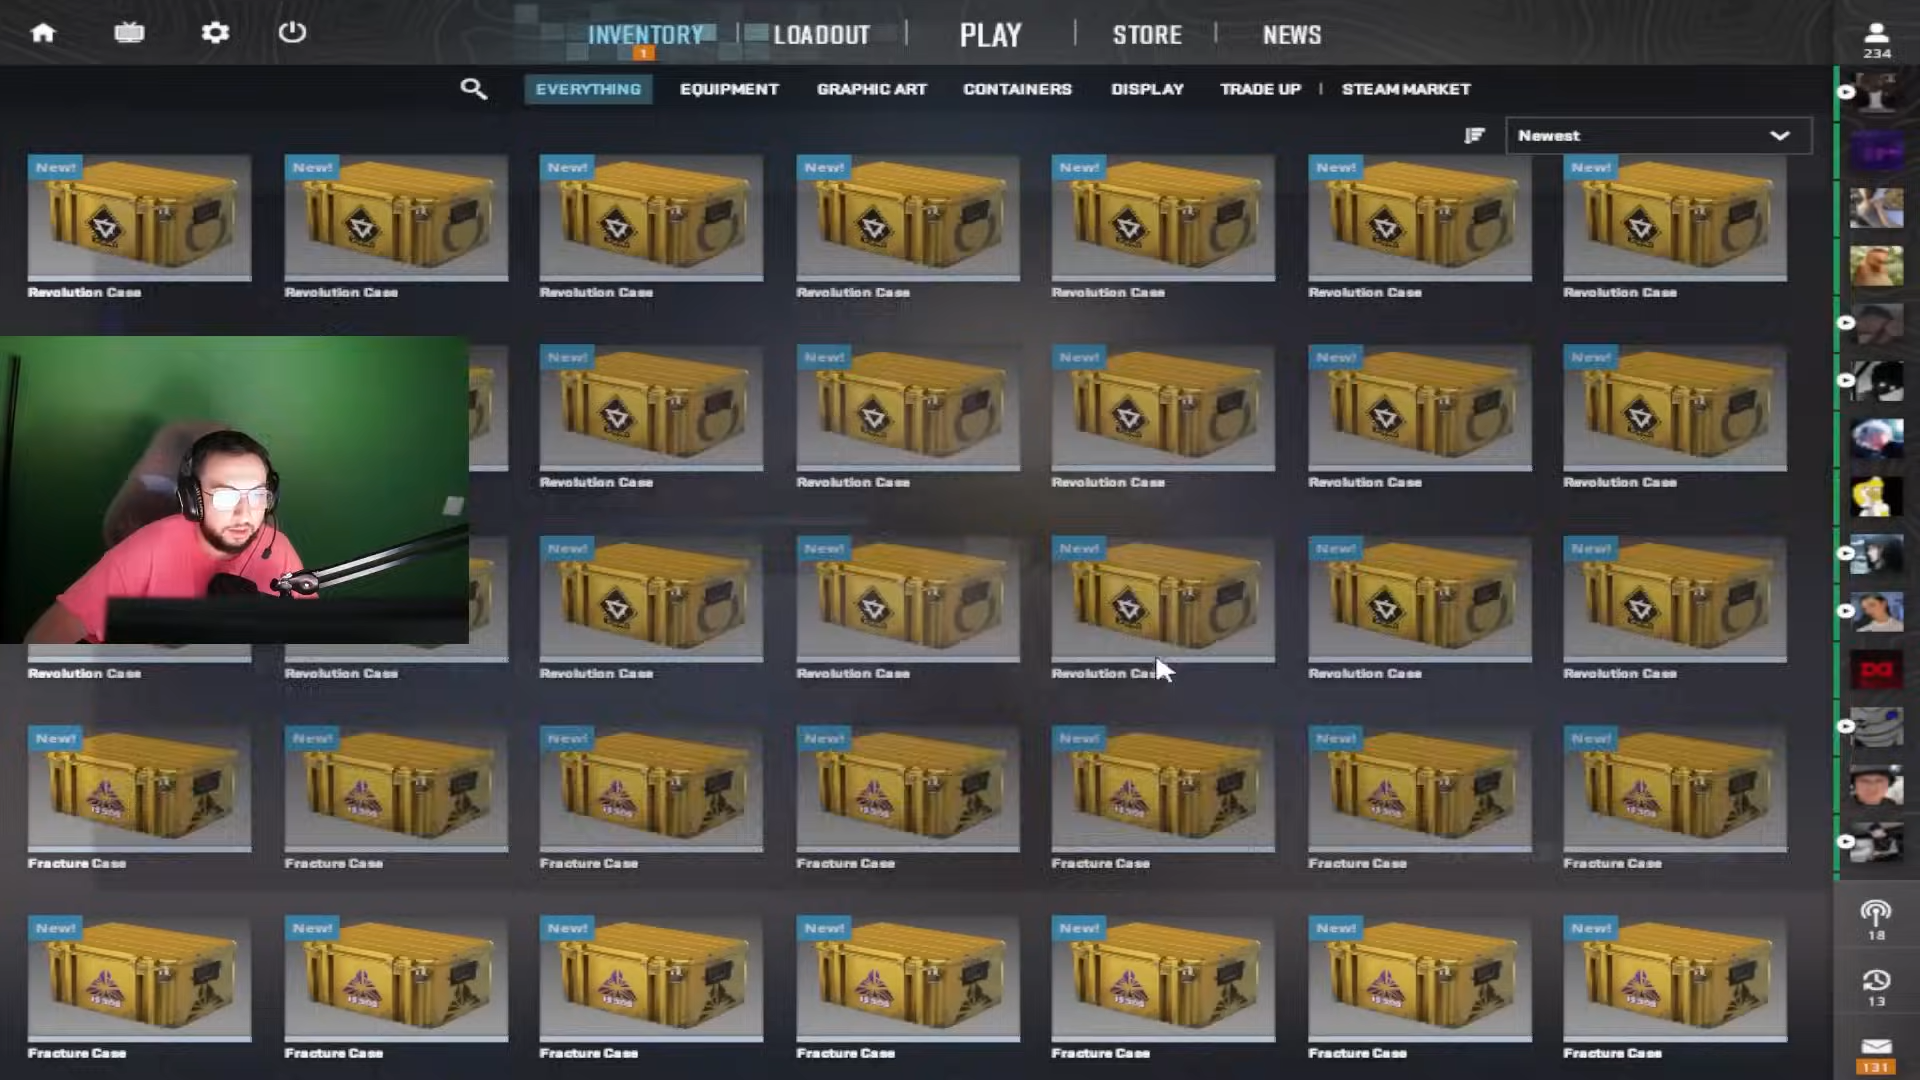 INVENTORY
LOADOUT
PLAY
STORE
NEWS
1
234
EVERYTHING
EQUIPMENT
GRAPHIC ART
CONTAINERS
DISPLAY
TRADE UP
STEAM MARKET
Newest
New! New! New! New! New! New! New!
Revolution Case Revolution Case Revolution Case Revolution Case Revolution Case Revolution Case Revolution Case
New! New! New! New! New!
Revolution Case Revolution Case Revolution Case Revolution Case Revolution Case
New! New! New! New! New!
Revolution Case Revolution Case Revolution Case Revolution Case Revolution Case Revolution Case Revolution Case
New! New! New! New! New! New! New!
Fracture Case Fracture Case Fracture Case Fracture Case Fracture Case Fracture Case Fracture Case
New! New! New! New! New! New! New!
Fracture Case Fracture Case Fracture Case Fracture Case Fracture Case Fracture Case Fracture Case
18
13
131